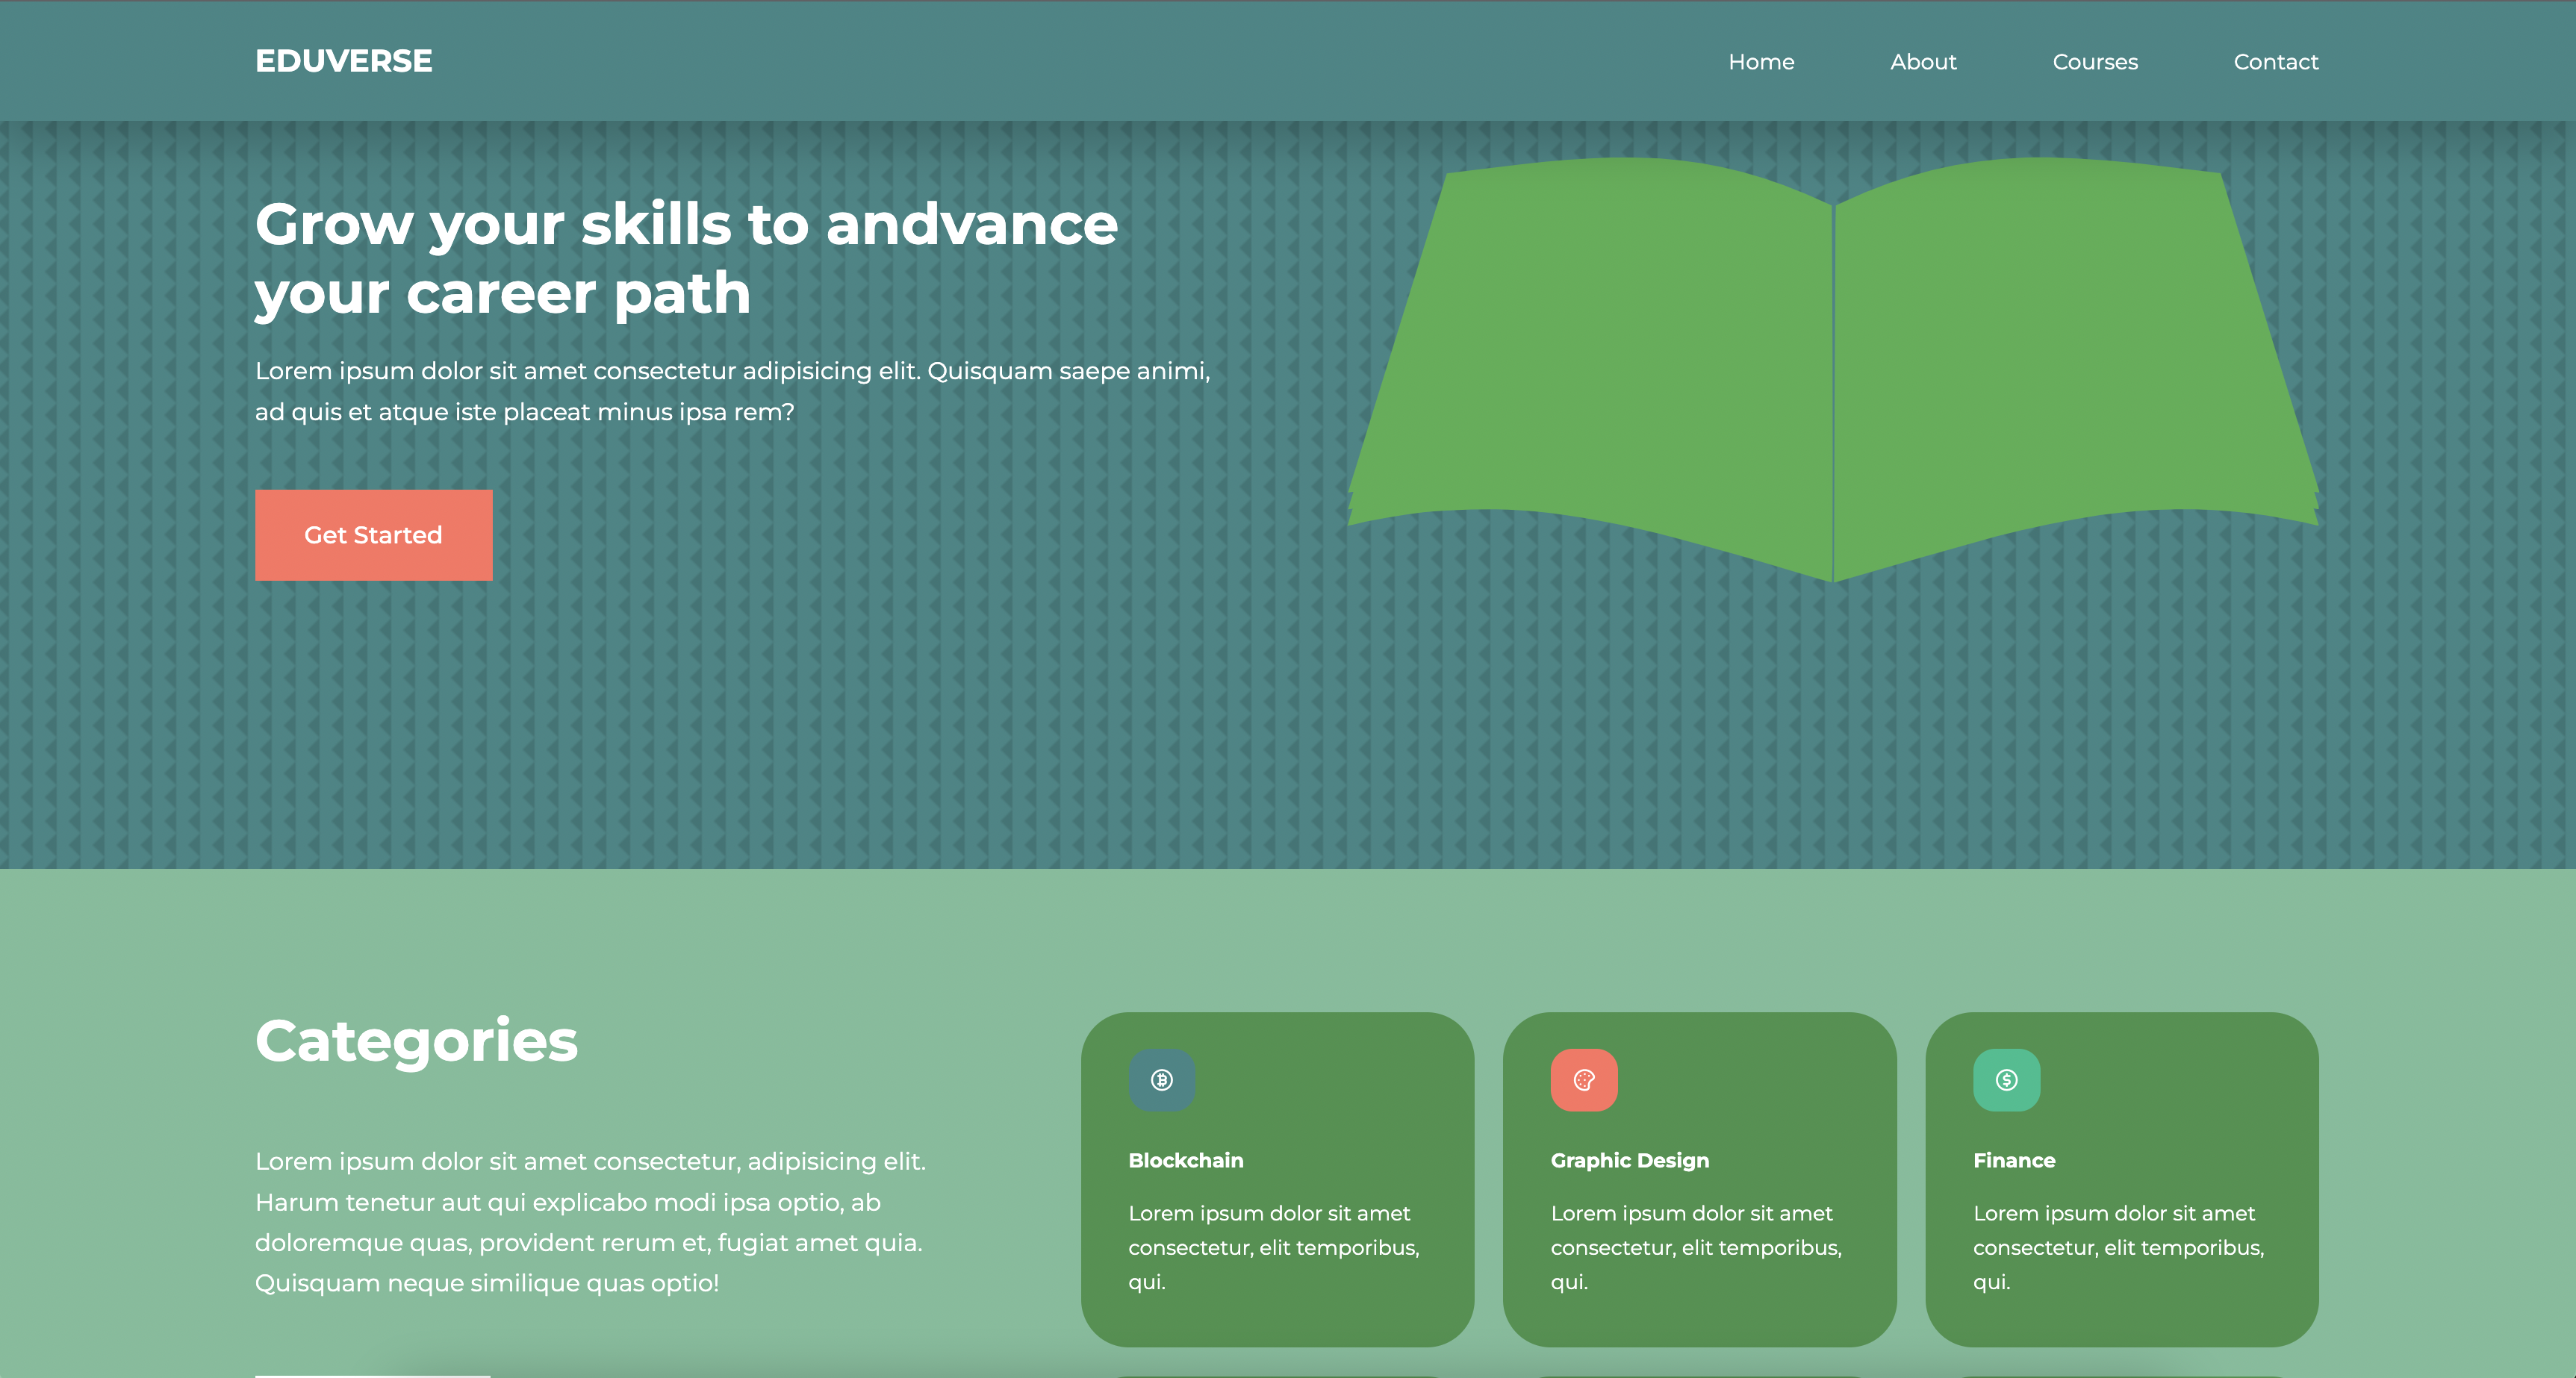 EDUVERSE
Home
About
Courses
Contact
Grow your skills to andvance
your career path
Lorem ipsum dolor sit amet consectetur adipisicing elit. Quisquam saepe animi,
ad quis et atque iste placeat minus ipsa rem?
Get Started
Categories
Lorem ipsum dolor sit amet consectetur, adipisicing elit.
Harum tenetur aut qui explicabo modi ipsa optio, ab
doloremque quas, provident rerum et, fugiat amet quia.
Quisquam neque similique quas optio!
Blockchain
Lorem ipsum dolor sit amet
consectetur, elit temporibus,
qui.
Graphic Design
Lorem ipsum dolor sit amet
consectetur, elit temporibus,
qui.
Finance
Lorem ipsum dolor sit amet
consectetur, elit temporibus,
qui.